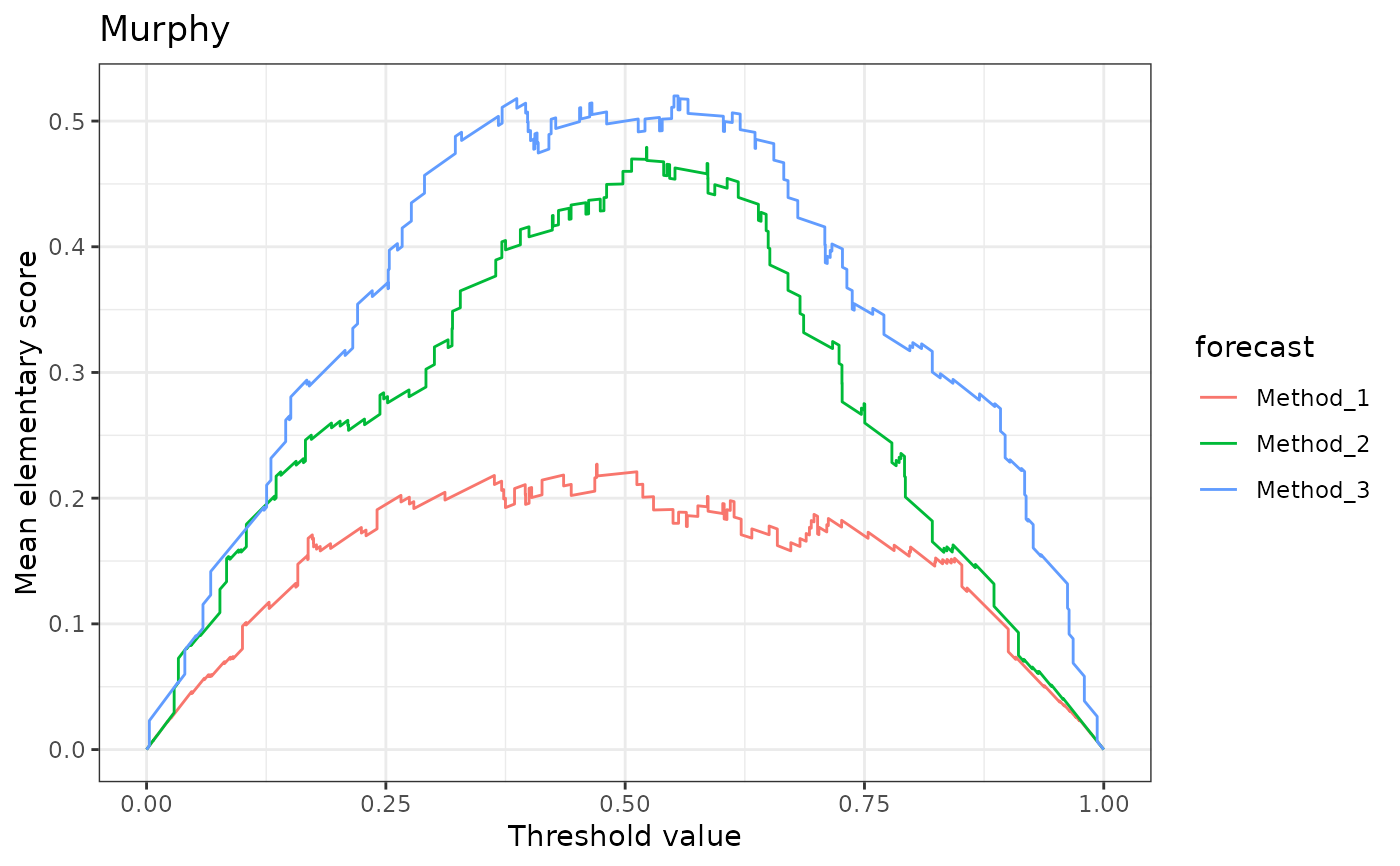 Murphy
Mean elementary score
0.5
0.4
0.3
0.2
0.1
0.0
0.00 0.25 0.50 0.75 1.00
Threshold value
forecast
Method_1
Method_2
Method_3